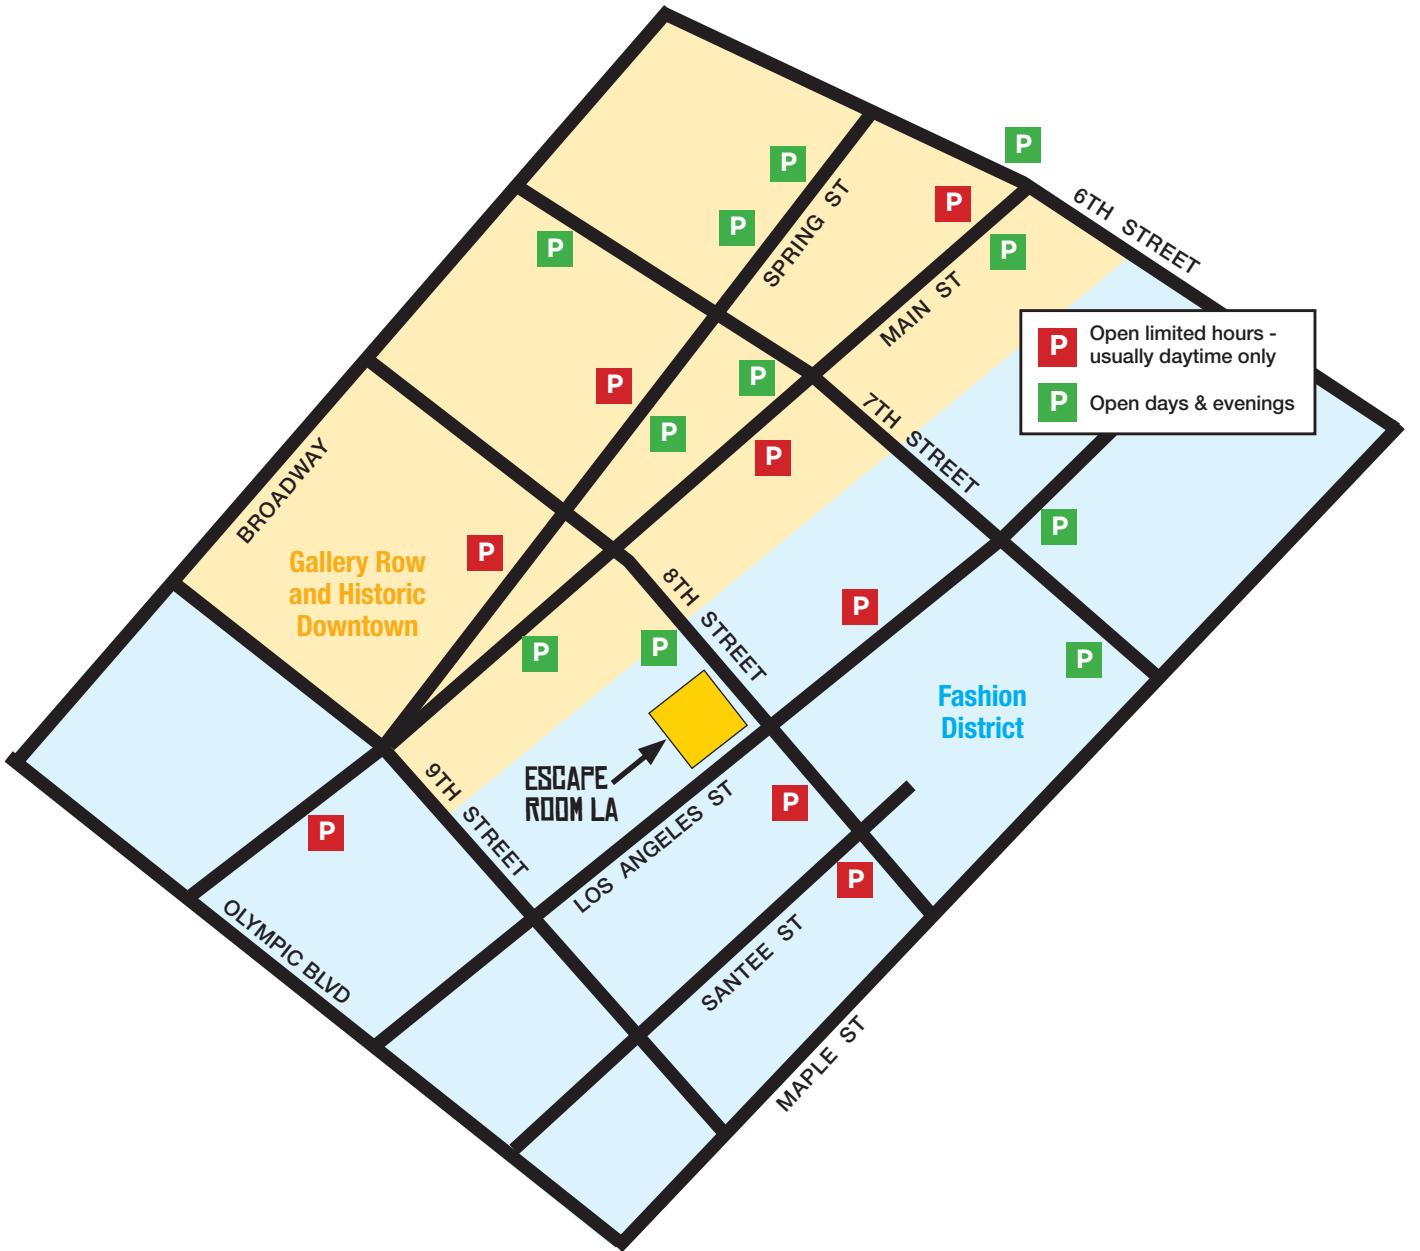 P
6TH STREET
P
P
SPRING ST
P
P
P
P
MAIN ST
P Open limited hours -
usually daytime only
P Open days & evenings
P
P
7TH STREET
P
P
BROADWAY
P
P
Gallery Row
and Historic
Downtown
8TH STREET
P
P
P
P
Fashion
District
9TH STREET
ESCAPE
ROOM LA
LOS ANGELES ST
P
P
P
OLYMPIC BLVD
SANTEE ST
MAPLE ST